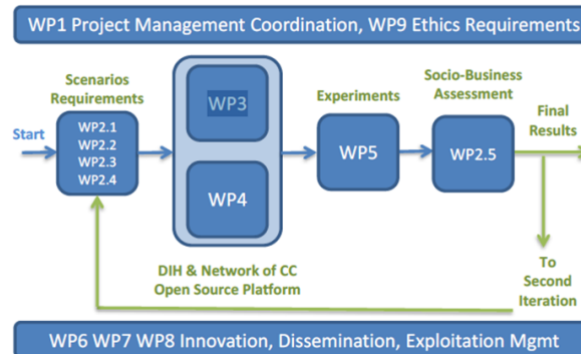 WP1 Project Management Coordination, WP9 Ethics Requirements
Scenarios
Requirements
Start
WP2.1
WP2.2
WP2.3
WP2.4
WP3
WP4
DIH & Network of CC
Open Source Platform
Experiments
WP5
Socio-Business
Assessment
WP2.5
Final
Results
To
Second
Iteration
WP6 WP7 WP8 Innovation, Dissemination, Exploitation Mgmt